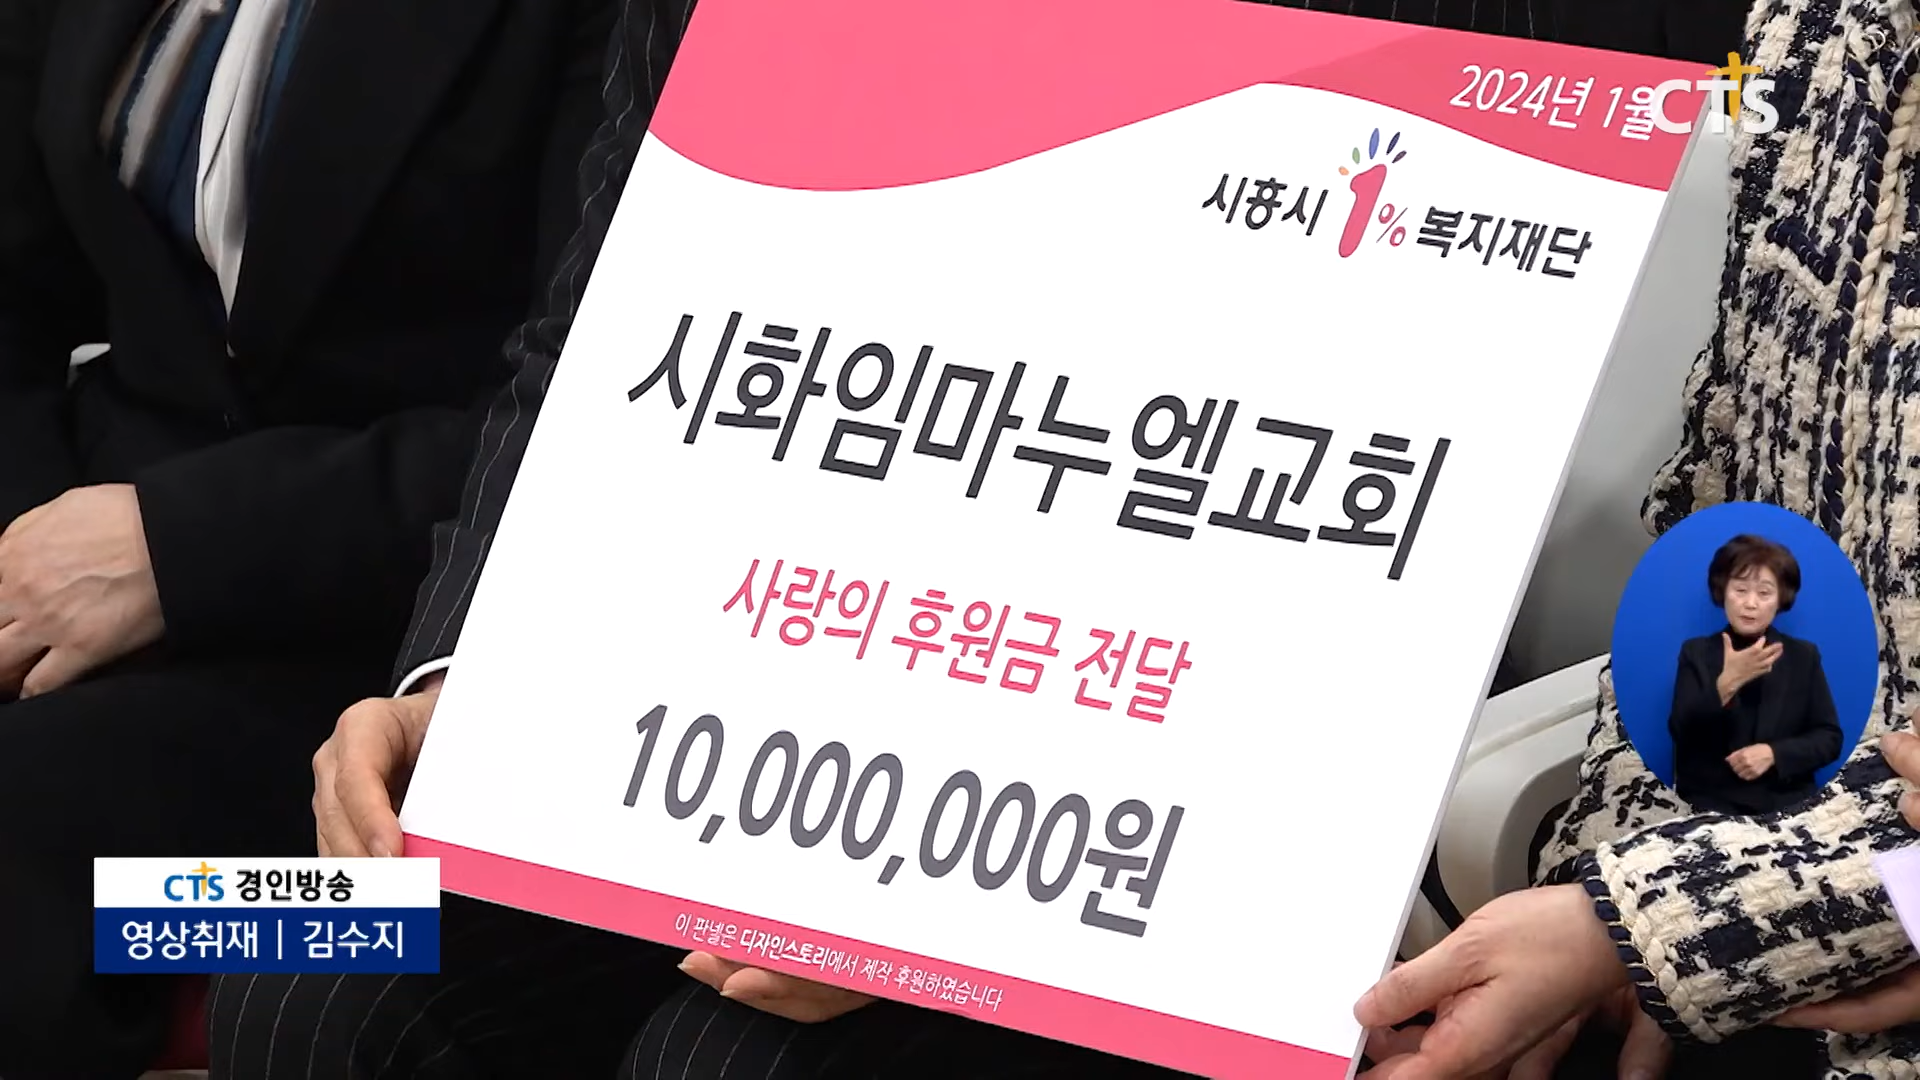 2024년 1월
CTS
시흥시 1% 복지재단
시화임마누엘교회
사랑의 후원금 전달
10,000,000원
이 판넬은 디자인스토리에서 제작 후원하였습니다
CTS 경인방송
영상취재 | 김수지